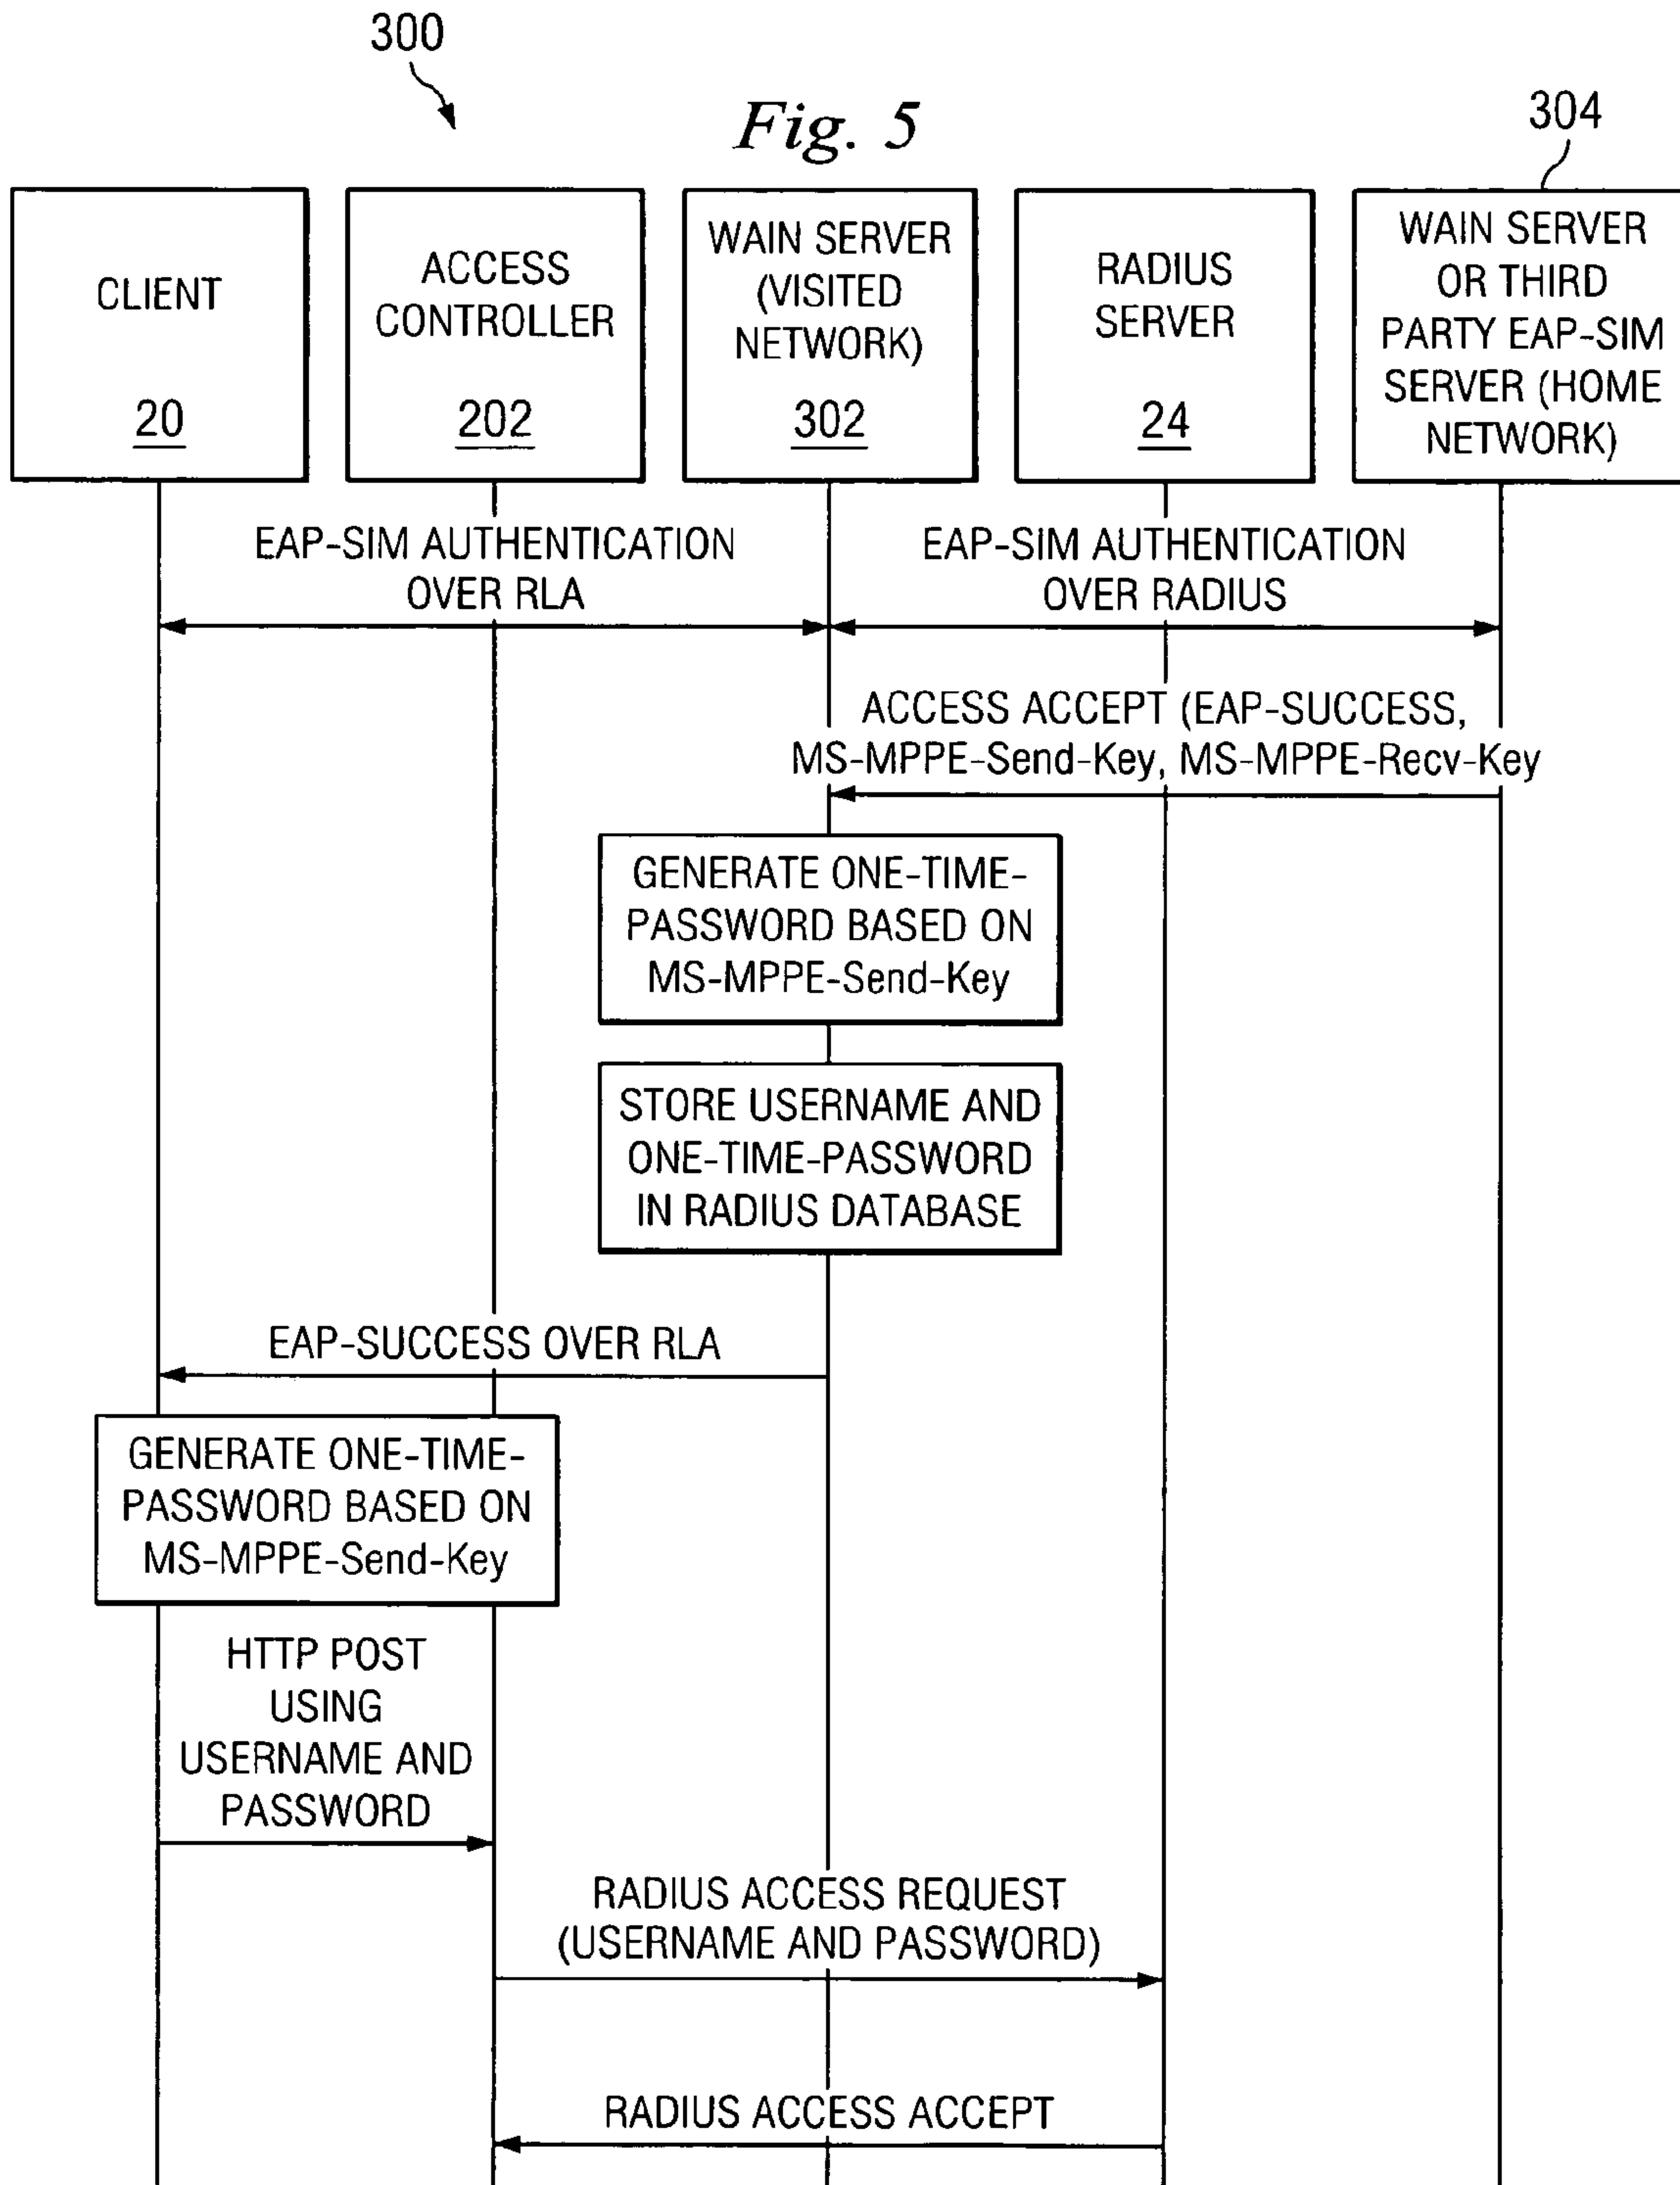 300
Fig. 5
304
CLIENT
20
ACCESS
CONTROLLER
202
WAIN SERVER
(VISITED
NETWORK)
302
RADIUS
SERVER
24
WAIN SERVER
OR THIRD
PARTY EAP-SIM
SERVER (HOME
NETWORK)
EAP-SIM AUTHENTICATION
OVER RLA
EAP-SIM AUTHENTICATION
OVER RADIUS
ACCESS ACCEPT (EAP-SUCCESS,
MS-MPPE-Send-Key, MS-MPPE-Recv-Key
GENERATE ONE-TIME-
PASSWORD BASED ON
MS-MPPE-Send-Key
STORE USERNAME AND
ONE-TIME-PASSWORD
IN RADIUS DATABASE
EAP-SUCCESS OVER RLA
GENERATE ONE-TIME-
PASSWORD BASED ON
MS-MPPE-Send-Key
HTTP POST
USING
USERNAME AND
PASSWORD
RADIUS ACCESS REQUEST
(USERNAME AND PASSWORD)
RADIUS ACCESS ACCEPT